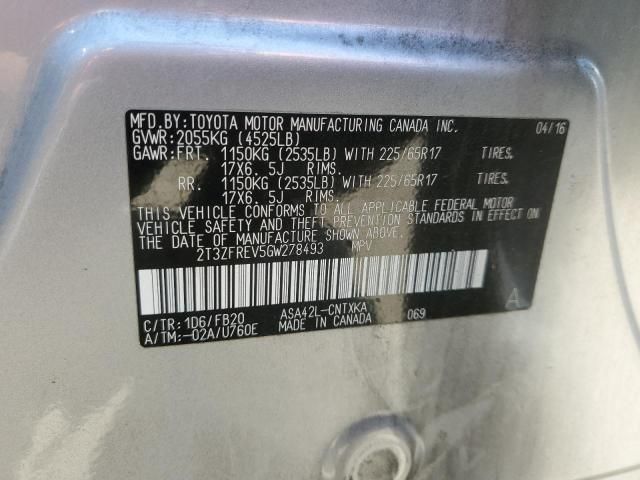 MFD.BY:TOYOTA MOTOR MANUFACTURING CANADA INC. 04/16
GVWR:2055KG (4525LB)
GAWR:FRT. 1150KG (2535LB) WITH 225/65R17 TIRES.
17X6. 5J RIMS.
RR. 1150KG (2535LB) WITH 225/65R17 TIRES.
17X6. 5J RIMS.
THIS VEHICLE CONFORMS TO ALL APPLICABLE FEDERAL MOTOR
VEHICLE SAFETY AND THEFT PREVENTION STANDARDS IN EFFECT ON
THE DATE OF MANUFACTURE SHOWN ABOVE.
2T3ZFREV5GW278493 MPV
C/TR:1D6/FB20 ASA42L-CNTXKA 069
A/TM:-02A/U760E MADE IN CANADA
A